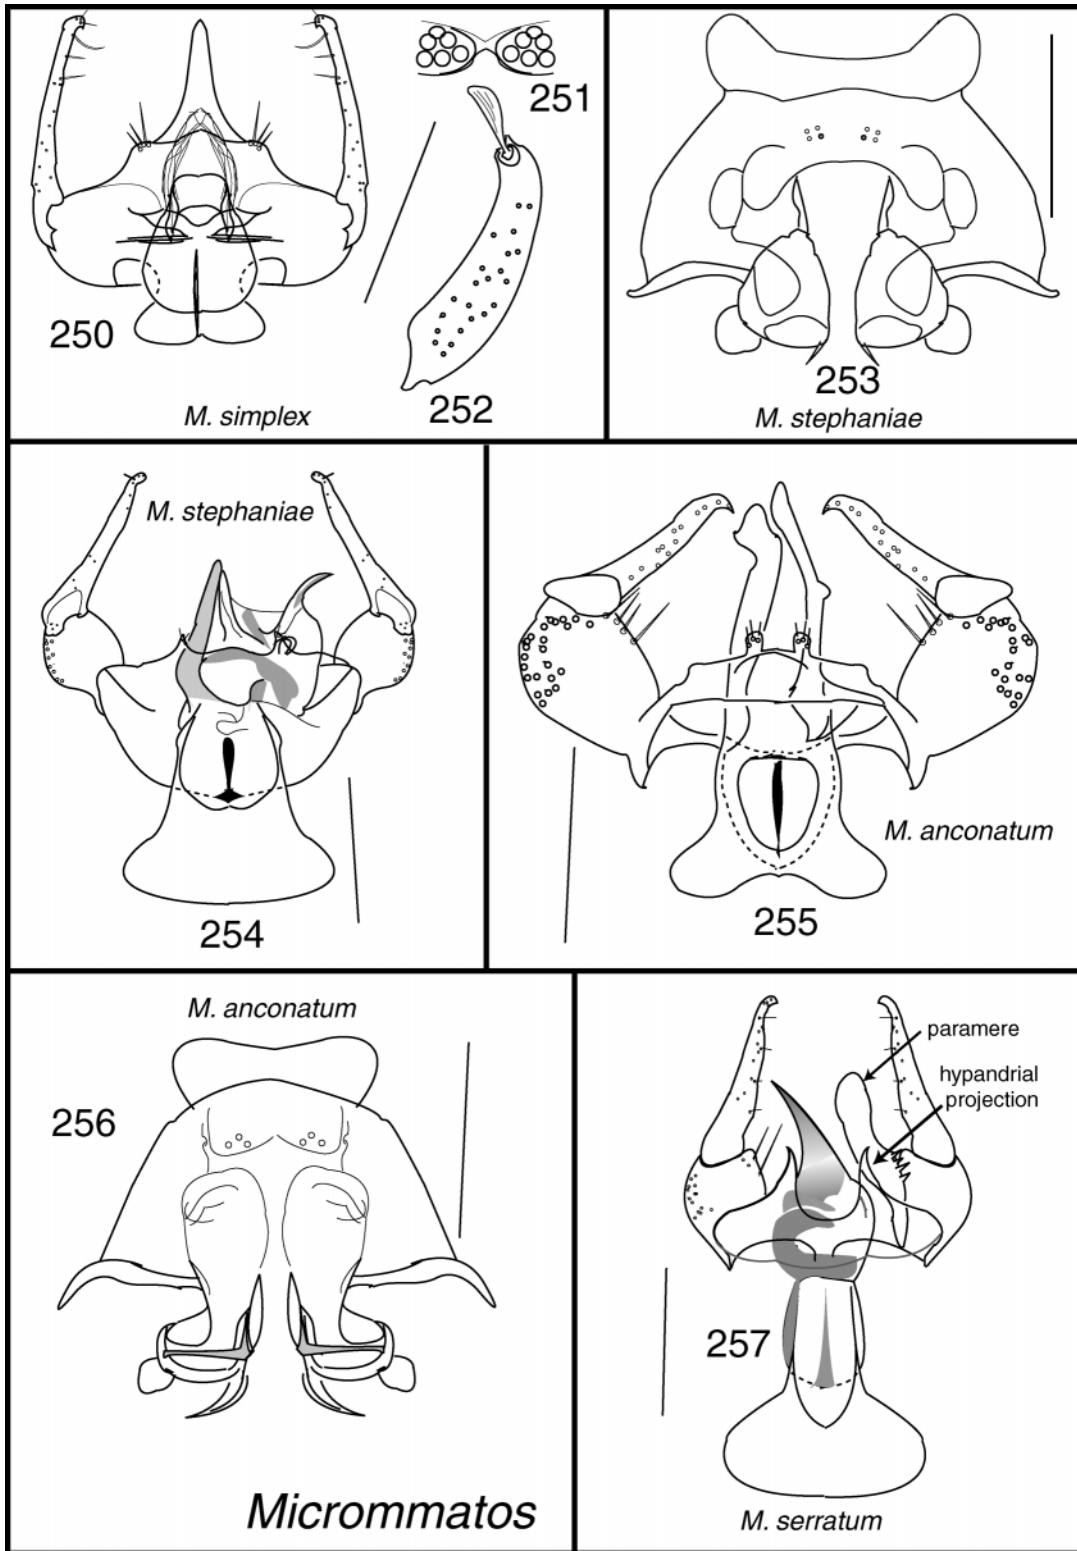 251
250
252
M. simplex
253
M. stephaniae
M. stephaniae
254
M. anconatum
255
M. anconatum
256
Micrommatos
paramere
hypandrial
projection
257
M. serratum